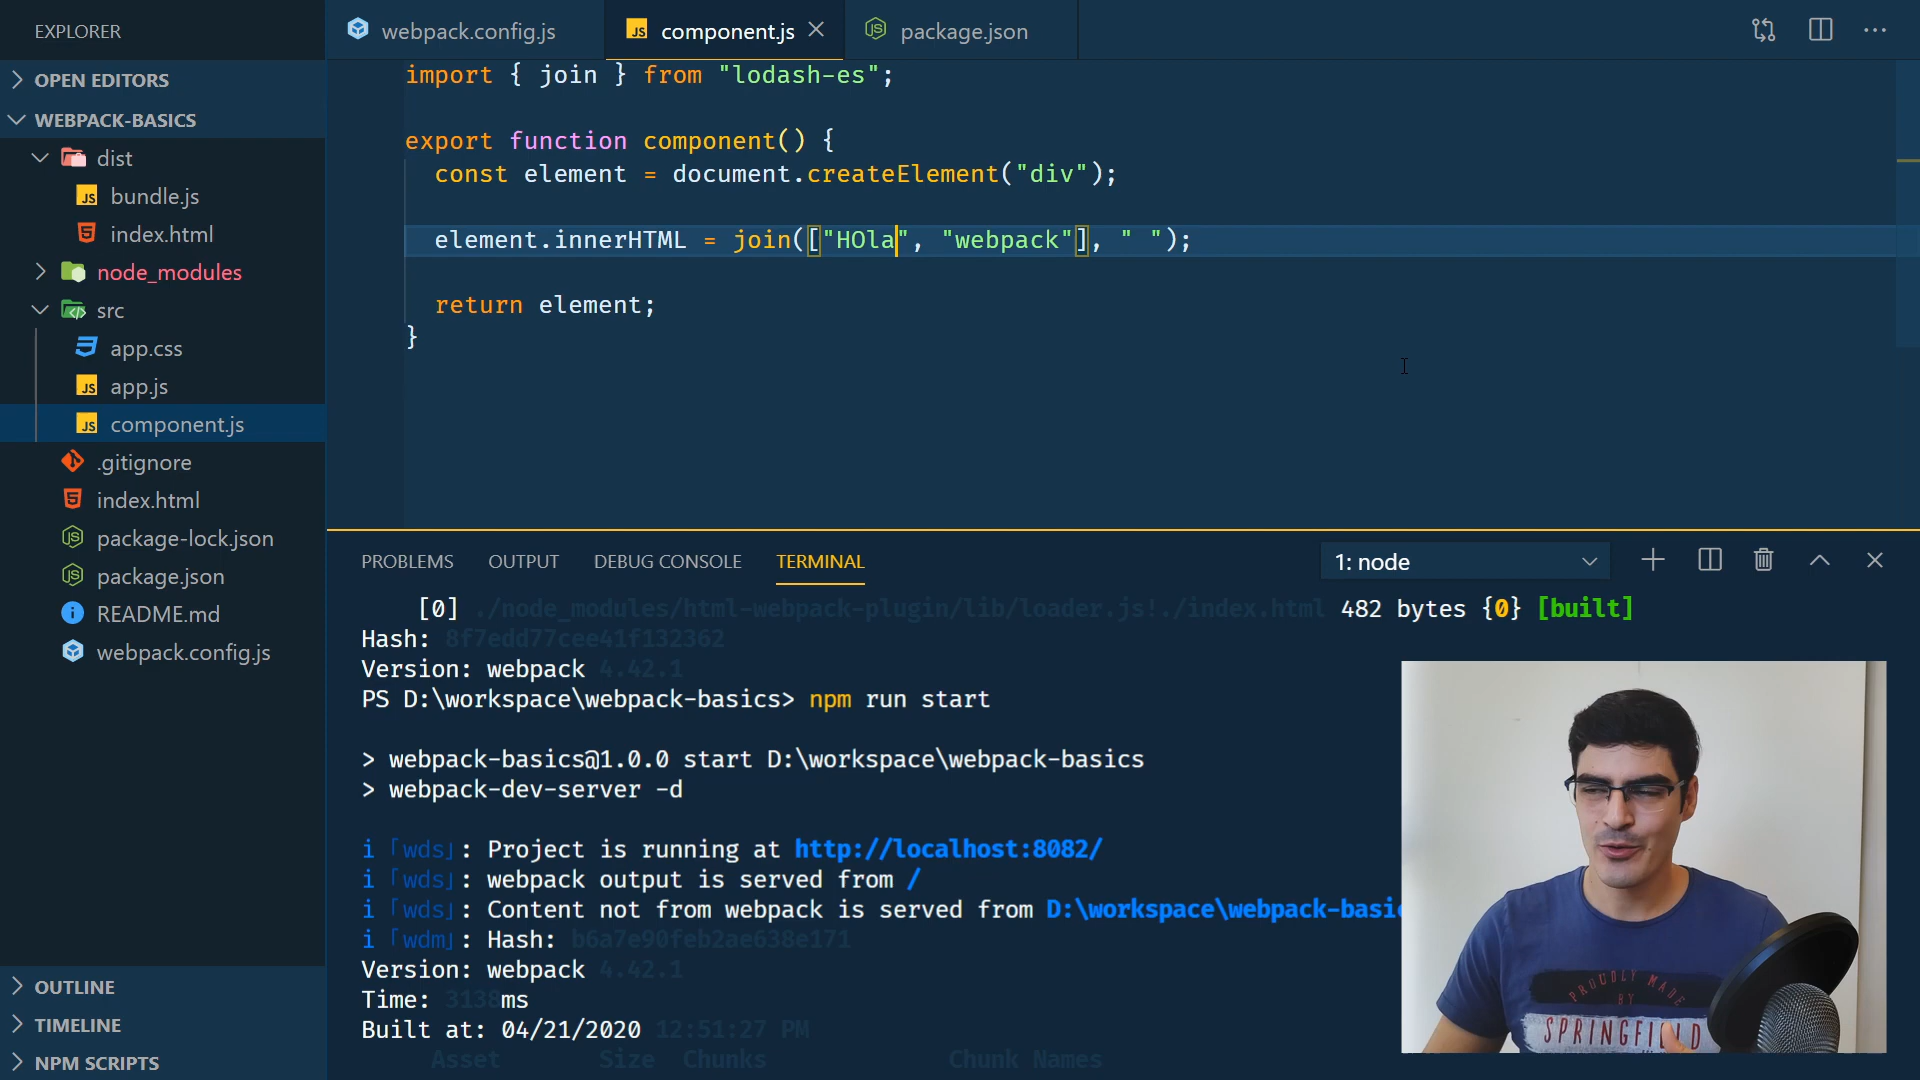 EXPLORER
OPEN EDITORS
WEBPACK-BASICS
dist
bundle.js
index.html
node_modules
src
app.css
app.js
component.js
.gitignore
index.html
package-lock.json
package.json
README.md
webpack.config.js
OUTLINE
TIMELINE
NPM SCRIPTS
webpack.config.js
component.js
package.json
import { join } from "lodash-es";
export function component() {
const element = document.createElement("div");
element.innerHTML = join(["HOla", "webpack"], " ");
return element;
}
PROBLEMS
OUTPUT
DEBUG CONSOLE
TERMINAL
1: node
[0] ./node_modules/html-webpack-plugin/lib/loader.js!./index.html 482 bytes {0} [built]
Hash: 8f7edd77cee41f132362
Version: webpack 4.42.1
PS D:\workspace\webpack-basics> npm run start
> webpack-basics@1.0.0 start D:\workspace\webpack-basics
> webpack-dev-server -d
i 「wds」: Project is running at http://localhost:8082/
i 「wds」: webpack output is served from /
i 「wds」: Content not from webpack is served from D:\workspace\webpack-basi
i 「wdm」: Hash: b6a7e90feb2ae638e171
Version: webpack 4.42.1
Time: 3138ms
Built at: 04/21/2020 12:51:27 PM
Asset Size Chunks Chunk Names
PROUDLY MADE
BY
SPRINGFIELD